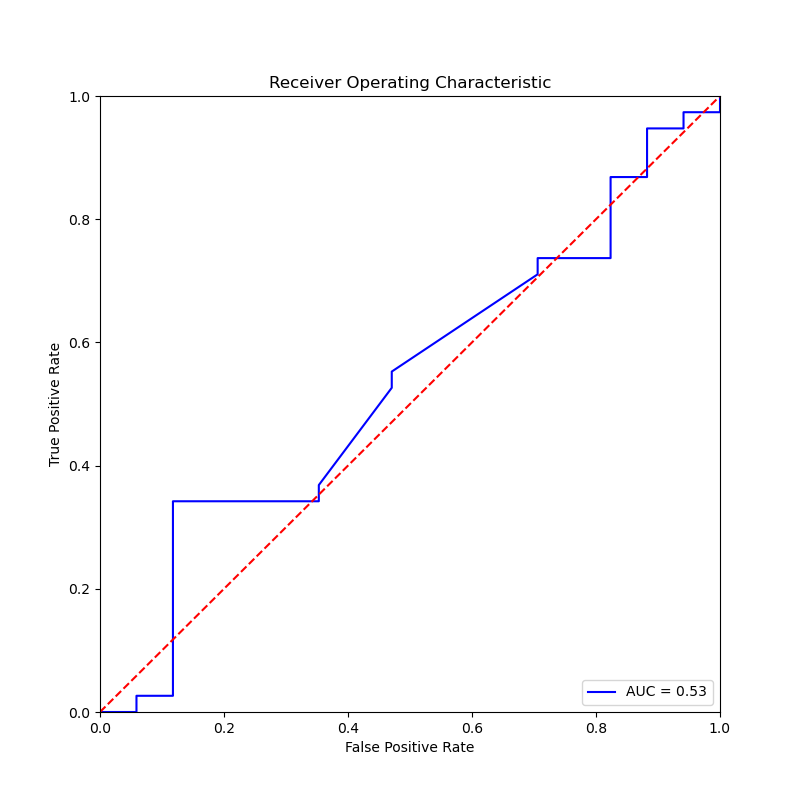 Receiver Operating Characteristic
1.0
0.8
0.6
0.4
0.2
0.0
True Positive Rate
AUC = 0.53
0.0 0.2 0.4 0.6 0.8 1.0
False Positive Rate